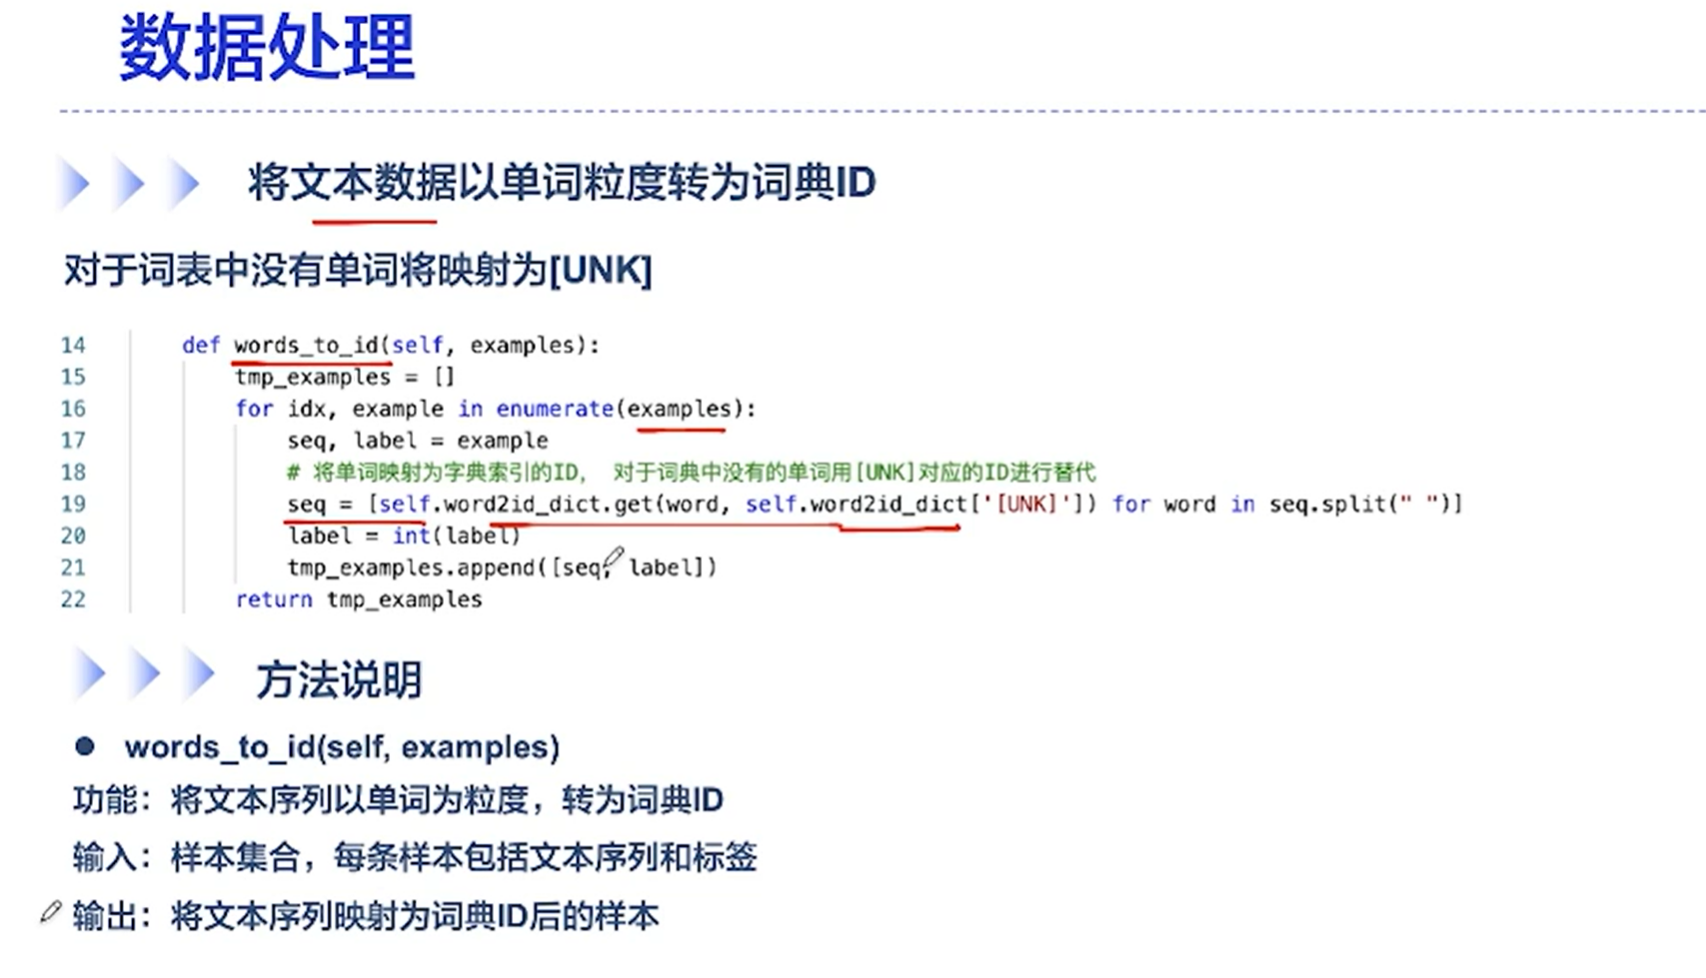 数据处理
将文本数据以单词粒度转为词典ID
对于词表中没有单词将映射为[UNK]
14 def words_to_id(self, examples):
15 tmp_examples = []
16 for idx, example in enumerate(examples):
17 seq, label = example
18 # 将单词映射为字典索引的ID， 对于词典中没有的单词用[UNK]对应的ID进行替代
19 seq = [self.word2id_dict.get(word, self.word2id_dict['[UNK]']) for word in seq.split(" ")]
20 label = int(label)
21 tmp_examples.append([seq, label])
22 return tmp_examples
方法说明
● words_to_id(self, examples)
功能：将文本序列以单词为粒度，转为词典ID
输入：样本集合，每条样本包括文本序列和标签
输出：将文本序列映射为词典ID后的样本